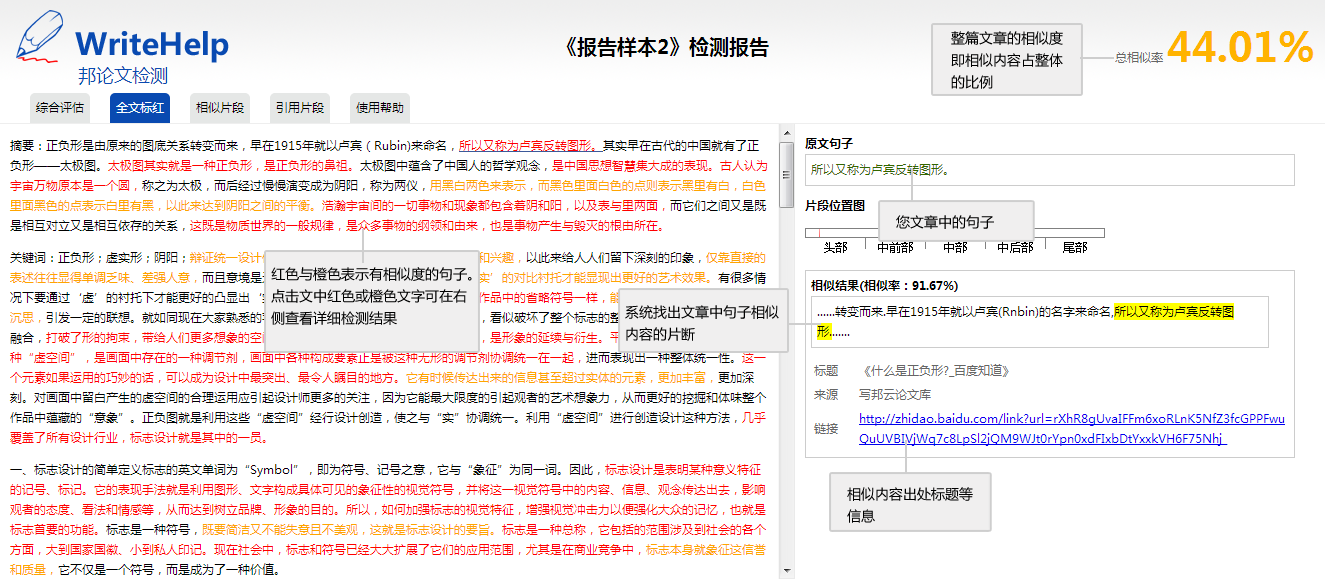 WriteHelp
邦论文检测
《报告样本2》检测报告
整篇文章的相似度
即相似内容占整体
的比例
总相似率 44.01%
综合评估 全文标红 相似片段 引用片段 使用帮助
摘要：正负形是由原来的图底关系转变而来，早在1915年就以卢宾（Rubin)来命名，所以又称为卢宾反转图形。其实早在古代的中国就有了正
负形——太极图。太极图其实就是一种正负形，是正负形的鼻祖。太极图中蕴含了中国人的哲学观念，是中国思想智慧集大成的表现。古人认为
宇宙万物原本是一个圆，称之为太极，而后经过慢慢演变成为阴阳，称为两仪，用黑白两色来表示，而黑色里面白色的点则表示黑里有白，白色
里面黑色的点表示白里有黑，以此来达到阴阳之间的平衡。浩瀚宇宙间的一切事物和现象都包含着阴和阳，以及表与里两面，而它们之间又是既
是相互对立又是相互依存的关系，这既是物质世界的一般规律，是众多事物的纲领和由来，也是事物产生与毁灭的根由所在。
关键词：正负形；虚实形；阴阳；辩证统一设计
和兴趣，以此来给人们留下深刻的印象，仅靠直接的
表述往往显得单调乏味、差强人意，而且意境是
实”的对比衬托才能显现出更好的艺术效果。有很多情
况下要通过‘虚’的衬托下才能更好的凸显出‘
作品中的省略符号一样，
沉思，引发一定的联想。就如同现在大家熟悉的
，看似破坏了整个标志的整
融合，打破了形的拘束，带给人们更多想象的空
，是形象的延续与衍生。平
种“虚空间”，是画面中存在的一种调节剂，画面中各种构成要素正是被这种无形的调节剂协调统一在一起，进而表现出一种整体统一性。这一
个元素如果运用的巧妙的话，可以成为设计中最突出、最令人瞩目的地方。它有时候传达出来的信息甚至超过实体的元素，更加丰富，更加深
刻。对画面中留白产生的虚空间的合理运用应引起设计师更多的关注，因为它能最大限度的引起观者的艺术想象力，从而更好的挖掘和体味整个
作品中蕴藏的“意象”。正负图就是利用这些“虚空间”经行设计创造，使之与“实”协调统一。利用“虚空间”进行创造设计这种方法，几乎
覆盖了所有设计行业，标志设计就是其中的一员。
一、标志设计的简单定义标志的英文单词为“Symbol”，即为符号、记号之意，它与“象征”为同一词。因此，标志设计是表明某种意义特征
的记号、标记。它的表现手法就是利用图形、文字构成具体可见的象征性的视觉符号，并将这一视觉符号中的内容、信息、观念传达出去，影响
观者的态度、看法和情感等，从而达到树立品牌、形象的目的。所以，如何加强标志的视觉特征，增强视觉冲击力以便强化大众的记忆，也就是
标志首要的功能。标志是一种符号，既要简洁又不能失意且不美观，这就是标志设计的要旨。标志是一种总称，它包括的范围涉及到社会的各个
方面，大到国家国徽、小到私人印记。现在社会中，标志和符号已经大大扩展了它们的应用范围，尤其是在商业竞争中，标志本身就象征这信誉
和质量，它不仅是一个符号，而是成为了一种价值。
红色与橙色表示有相似度的句子。
点击文中红色或橙色文字可在右
侧查看详细检测结果
系统找出文章中句子相似
内容的片断
原文句子
所以又称为卢宾反转图形。
片段位置图
您文章中的句子
头部 中前部 中部 中后部 尾部
相似结果(相似率：91.67%)
......转变而来.早在1915年就以卢宾(Rnbin)的名字来命名,所以又称为卢宾反转图
形.......
标题 《什么是正负形?_百度知道》
来源 写邦云论文库
链接 http://zhidao.baidu.com/link?url=rXhR8gUvaIFFm6xoRLnK5NfZ3fcGPPFwu
QuUVBIVjWq7c8LpSl2jQM9WJt0rYpn0xdFIxbDtYxxkVH6F75Nhj_
相似内容出处标题等
信息